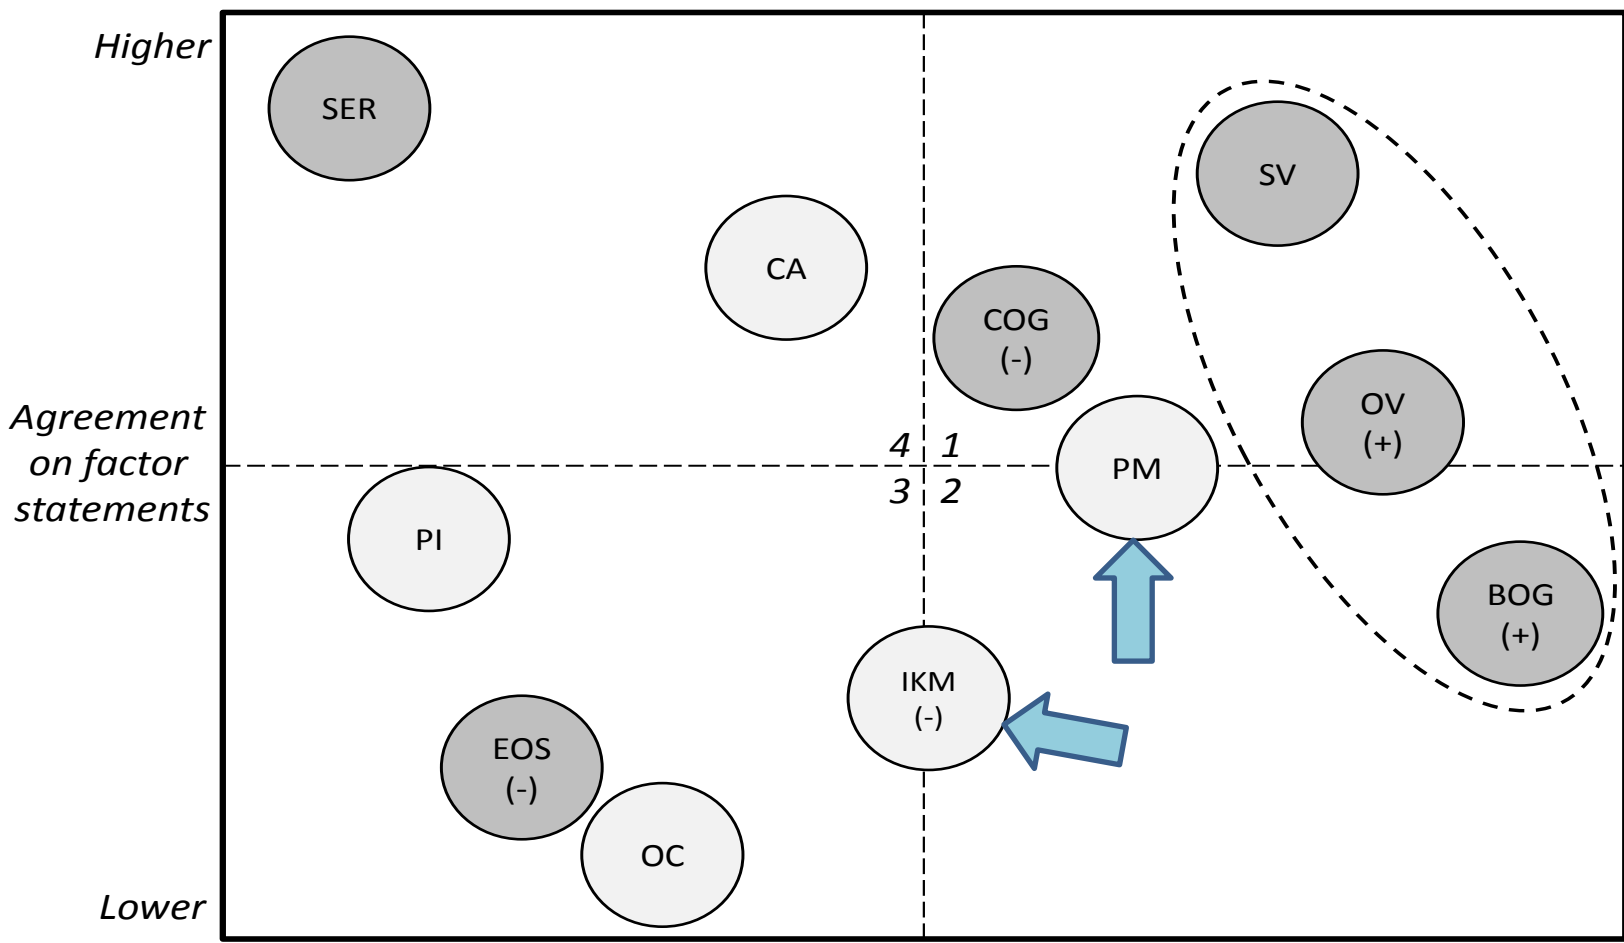 Higher
SER
SV
CA
COG
(-)
OV
(+)
Agreement
on factor
statements
4 1
3 2
PM
PI
BOG
(+)
IKM
(-)
EOS
(-)
OC
Lower